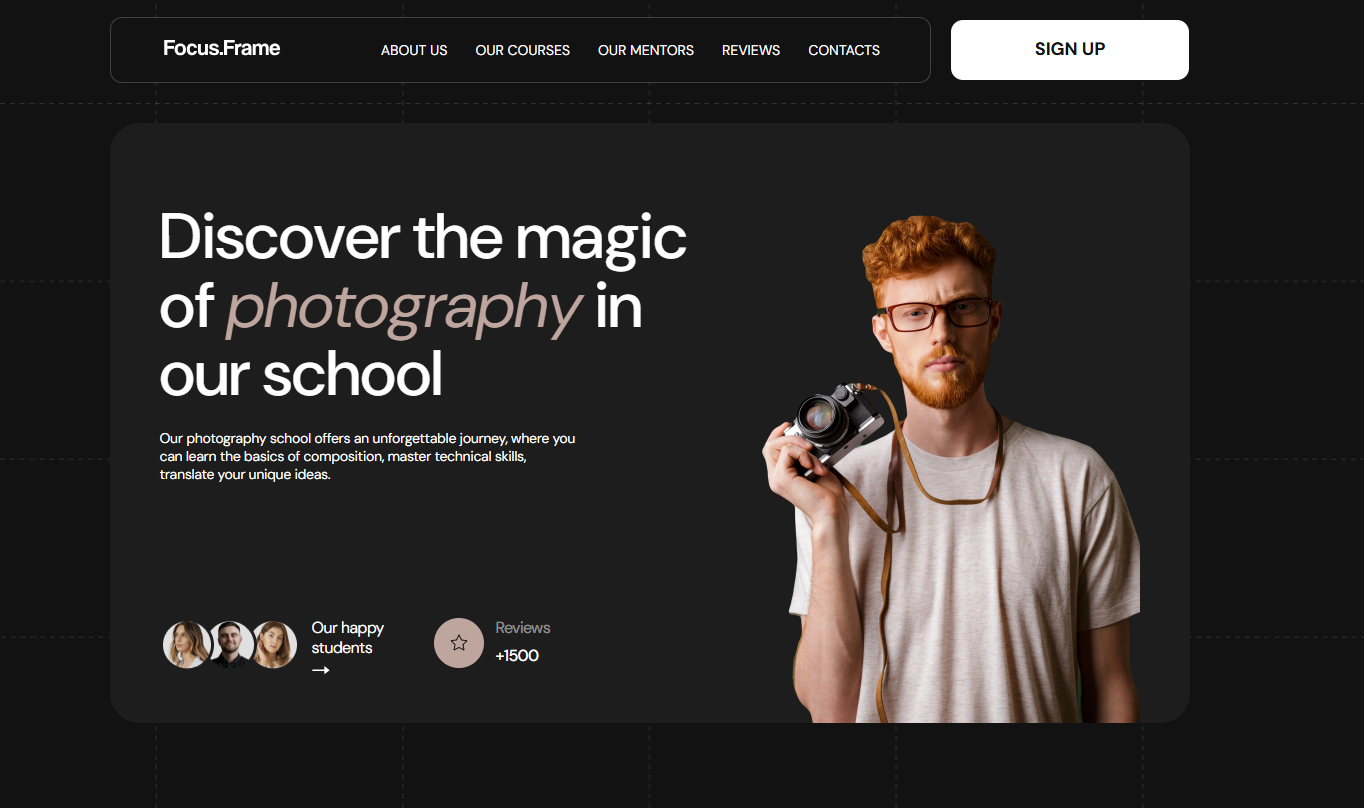 Focus.Frame
ABOUT US
OUR COURSES
OUR MENTORS
REVIEWS
CONTACTS
SIGN UP
Discover the magic
of photography in
our school
Our photography school offers an unforgettable journey, where you
can learn the basics of composition, master technical skills,
translate your unique ideas.
Our happy
students
→
Reviews
+1500